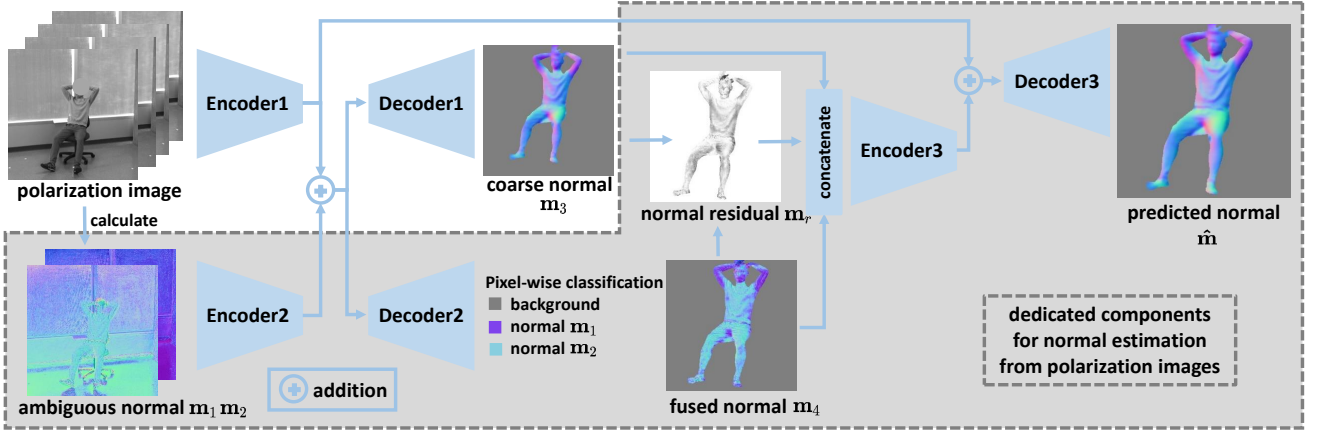 Encoder1
Decoder1
Decoder3
polarization image
calculate
coarse normal
m₃
concatenate
Encoder3
normal residual mᵣ
predicted normal
m̂
Encoder2
Decoder2
Pixel-wise classification
background
normal m₁
normal m₂
addition
ambiguous normal m₁ m₂
fused normal m₄
dedicated components
for normal estimation
from polarization images